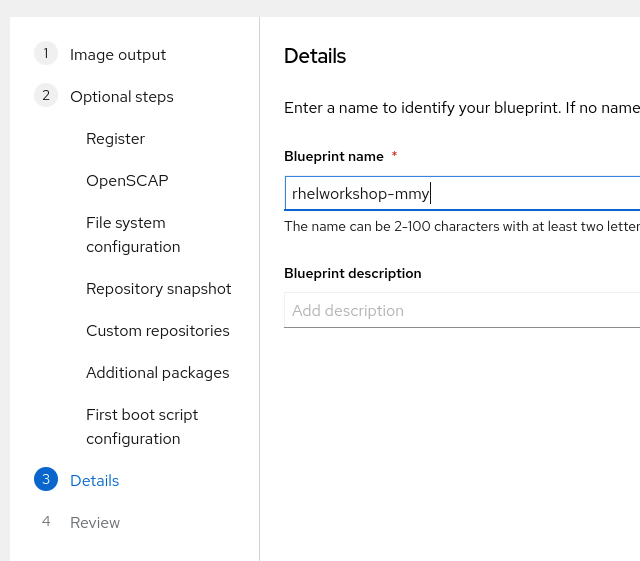 1 Image output
2 Optional steps
Register
OpenSCAP
File system
configuration
Repository snapshot
Custom repositories
Additional packages
First boot script
configuration
3 Details
4 Review
Details
Enter a name to identify your blueprint. If no name
Blueprint name *
rhelworkshop-mmy
The name can be 2-100 characters with at least two
Blueprint description
Add description